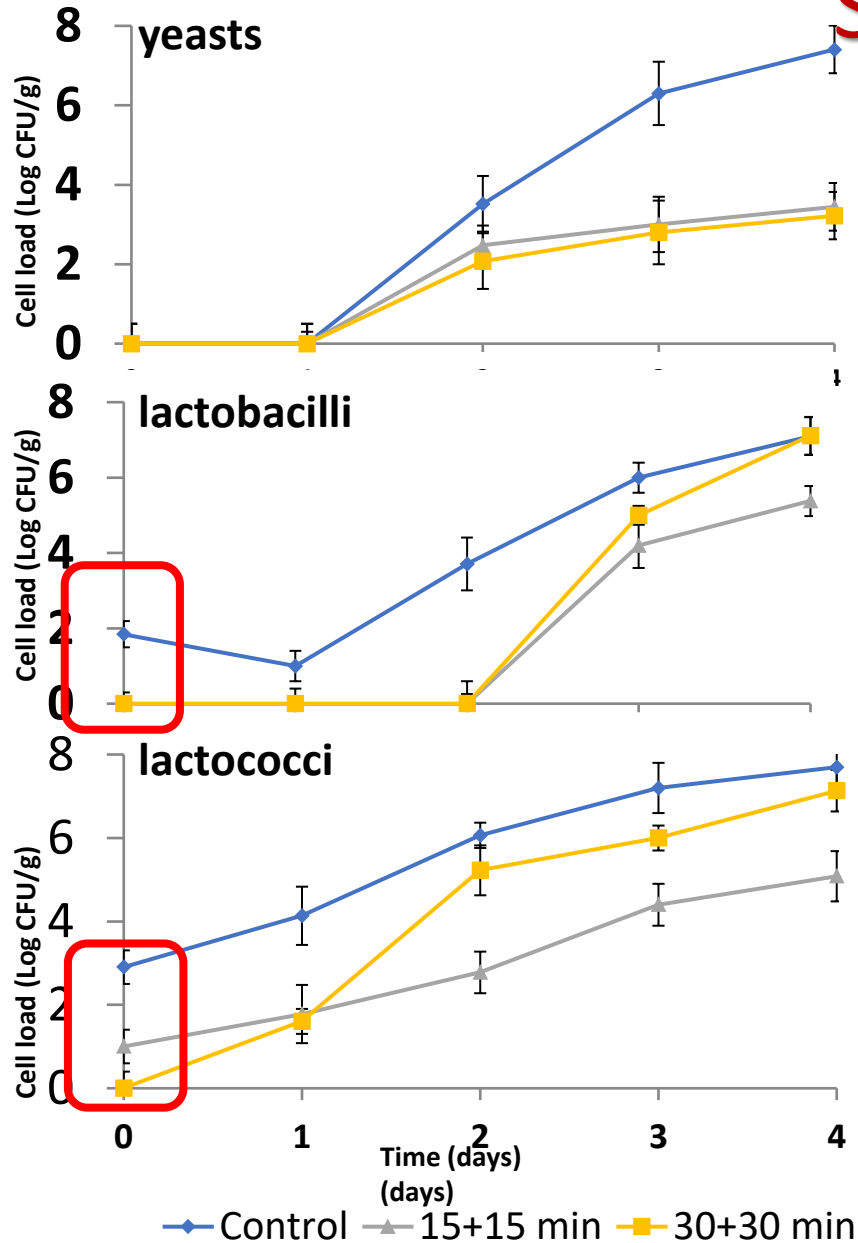 yeasts
Cell load (Log CFU/g)
8
6
4
2
0
4
lactobacilli
Cell load (Log CFU/g)
8
6
4
2
0
lactococci
Cell load (Log CFU/g)
8
6
4
2
0
0 1 2 3 4
Time (days)
(days)
Control 15+15 min 30+30 min